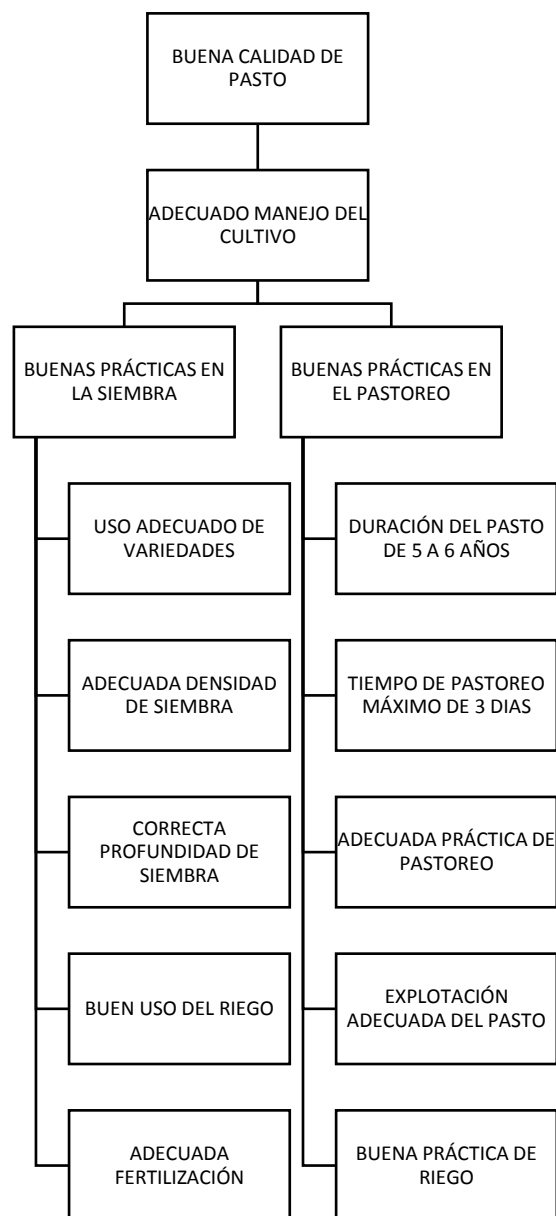 BUENA CALIDAD DE
PASTO
ADECUADO MANEJO DEL
CULTIVO
BUENAS PRÁCTICAS EN
LA SIEMBRA
USO ADECUADO DE
VARIEDADES
ADECUADA DENSIDAD
DE SIEMBRA
CORRECTA
PROFUNDIDAD DE
SIEMBRA
BUEN USO DEL RIEGO
ADECUADA
FERTILIZACIÓN
BUENAS PRÁCTICAS EN
EL PASTOREO
DURACIÓN DEL PASTO
DE 5 A 6 AÑOS
TIEMPO DE PASTOREO
MÁXIMO DE 3 DIAS
ADECUADA PRÁCTICA DE
PASTOREO
EXPLOTACIÓN
ADECUADA DEL PASTO
BUENA PRÁCTICA DE
RIEGO